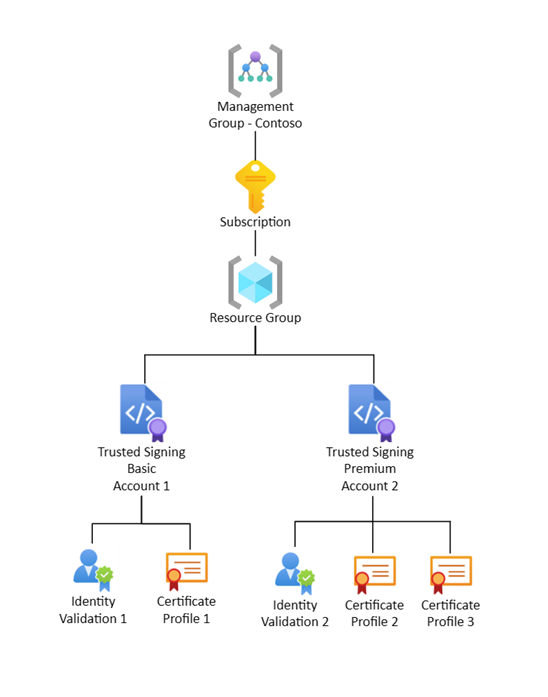 Management
Group - Contoso
Subscription
Resource Group
Trusted Signing
Basic
Account 1
Trusted Signing
Premium
Account 2
Identity
Validation 1
Certificate
Profile 1
Identity
Validation 2
Certificate
Profile 2
Certificate
Profile 3